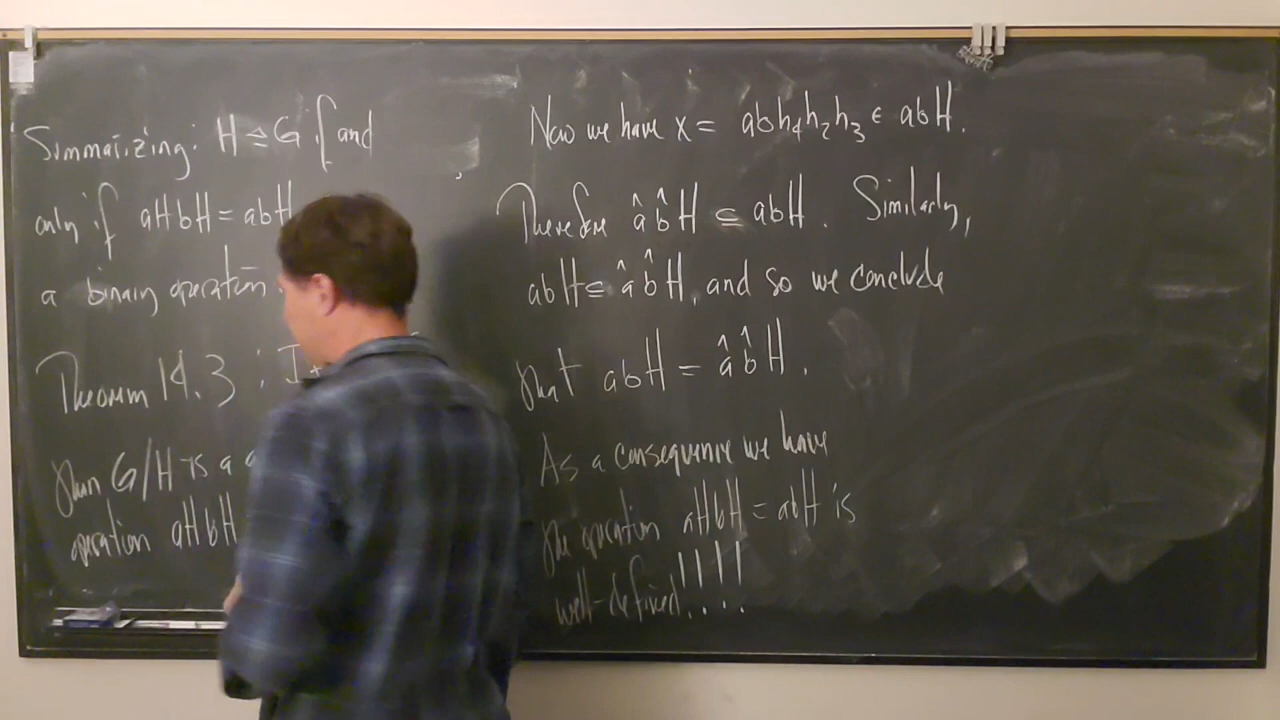 Summarizing: H ⊴ G if and
only if aHbH = abH
a binary operation
Theorem 14.3 :
then G/H is a
operation aHbH
Now we have x = abh₄h₂h₃ ∈ abH.
Therefore âb̂H ⊆ abH. Similarly,
abH ⊆ âb̂H, and so we conclude
that abH = âb̂H.
As a consequence we have
the operation aHbH = abH is
well-defined!!!!